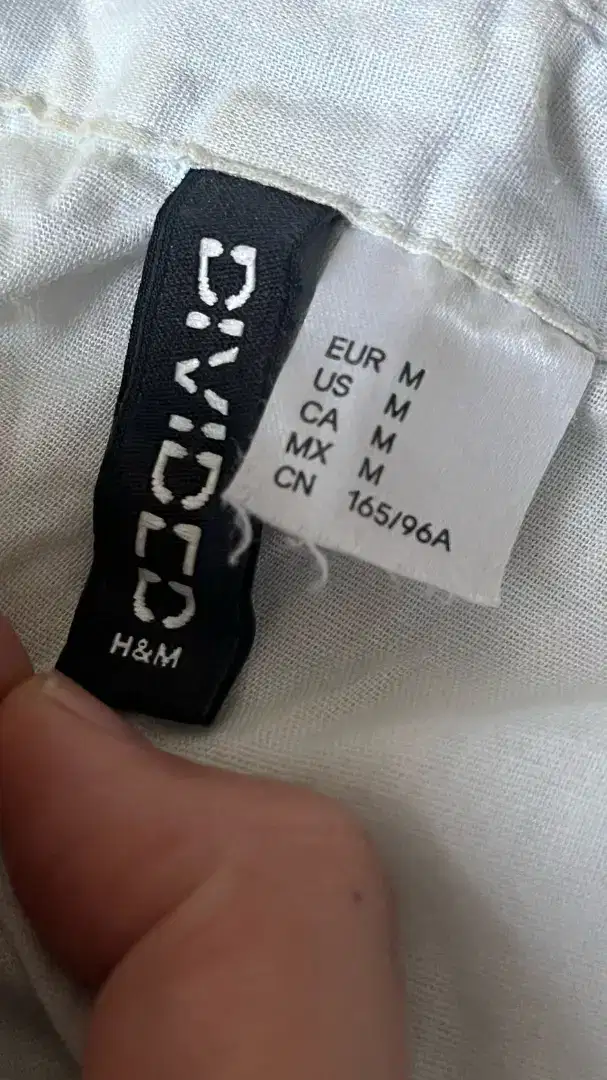 DIVIDED
H&M
EUR M
US M
CA M
MX M
CN 165/96A